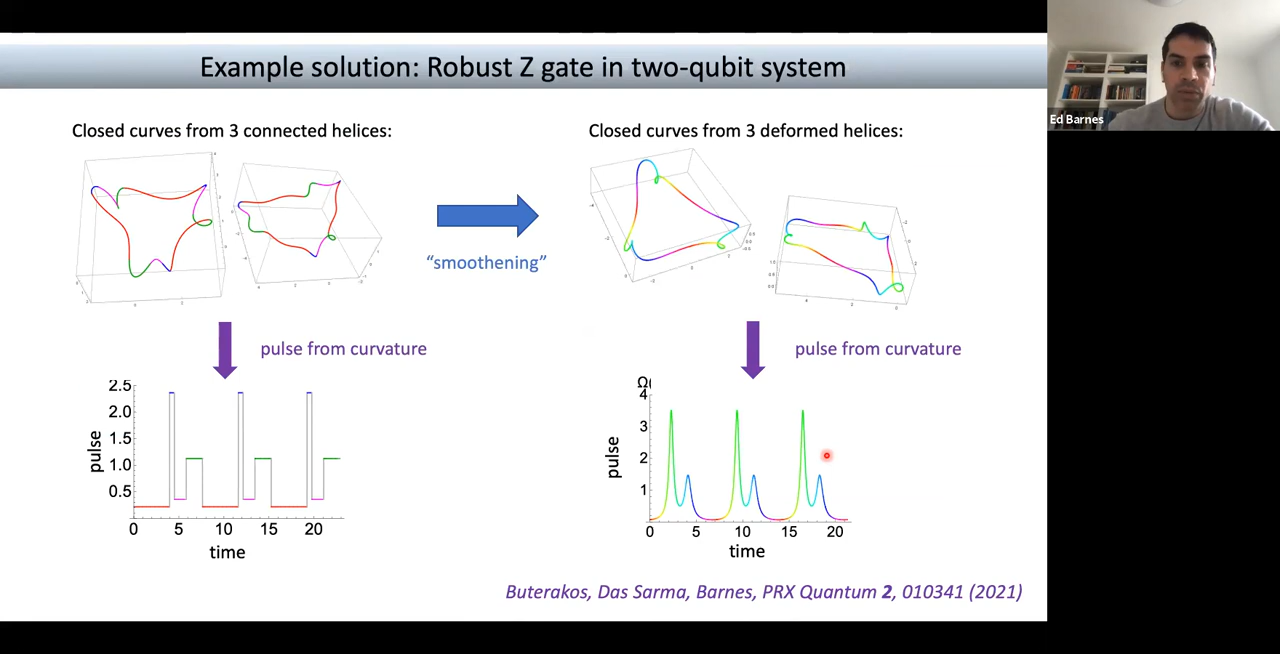 Example solution: Robust Z gate in two-qubit system
Ed Barnes
Closed curves from 3 connected helices:
Closed curves from 3 deformed helices:
“smoothening”
pulse from curvature
pulse from curvature
2.5
2.0
1.5
1.0
0.5
pulse
0 5 10 15 20
time
Ω(
4
3
2
1
pulse
0 5 10 15 20
time
Buterakos, Das Sarma, Barnes, PRX Quantum 2, 010341 (2021)